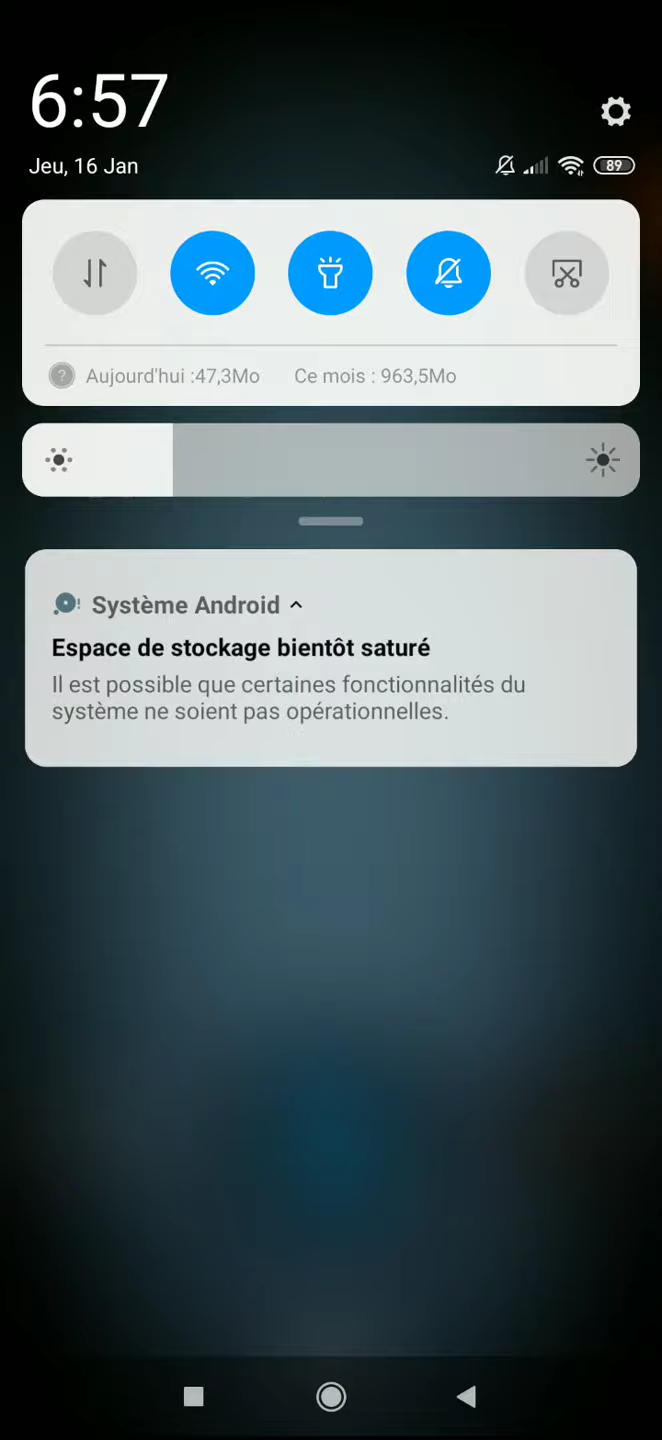 6:57
Jeu, 16 Jan
89
? Aujourd'hui :47,3Mo Ce mois : 963,5Mo
Système Android
Espace de stockage bientôt saturé
Il est possible que certaines fonctionnalités du
système ne soient pas opérationnelles.